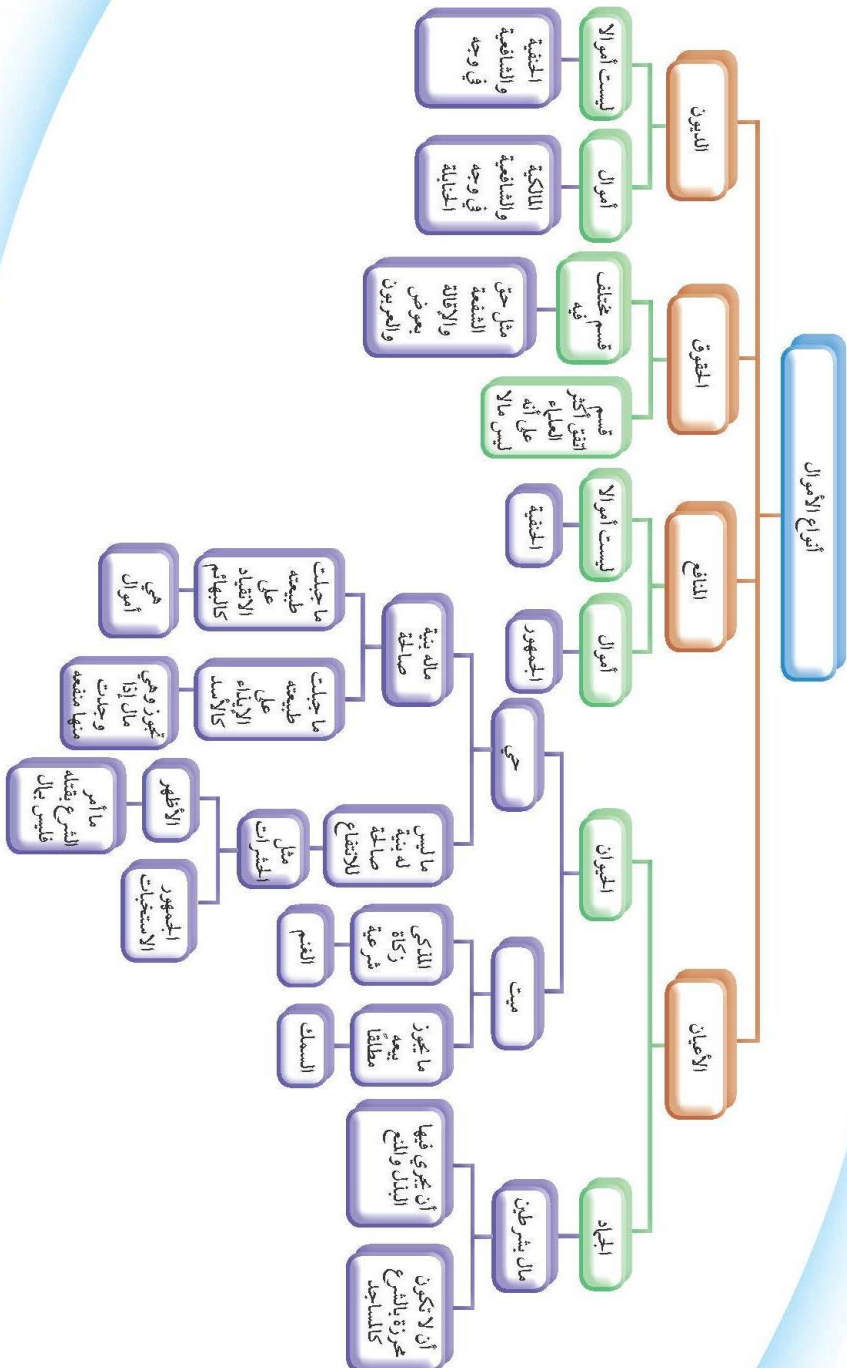 أنواع الأموال
الأعيان
المنافع
الحقوق
الديون
الجماد
الحيوان
أموال
ليست أموالا
قسم
اتفق أكثر
العلماء
على أنه
ليس مالا
قسم مختلف
فيه
أموال
ليست أموالا
مال بشرطين
ميت
حي
الجمهور
الحنفية
مثل حق
الشفعة
والإقالة
بعوض
والعربون
المالكية
والشافعية
في وجه
الحنابلة
الحنفية
والشافعية
في وجه
أن لا تكون
محرزة بالشرع
كالمساجد
أن يجري فيها
البذل والمنع
ما يجوز
بيعه
مطلقًا
المذكى
زكاة
شرعية
ما ليس
له بنية
صالحة
للانتفاع
ماله بنية
صالحة
السمك
الغنم
مثل
الحشرات
ما جبلت
طبيعته
على
الإيذاء
كالأسد
ما جبلت
طبيعته
على
الانقياد
كالبهائم
الجمهور
الاستخباث
الأظهر
تجوز وهي
مال إذا
وجدت
منها منفعه
هي
أموال
ما أمر
الشرع بقتله
فليس بمال